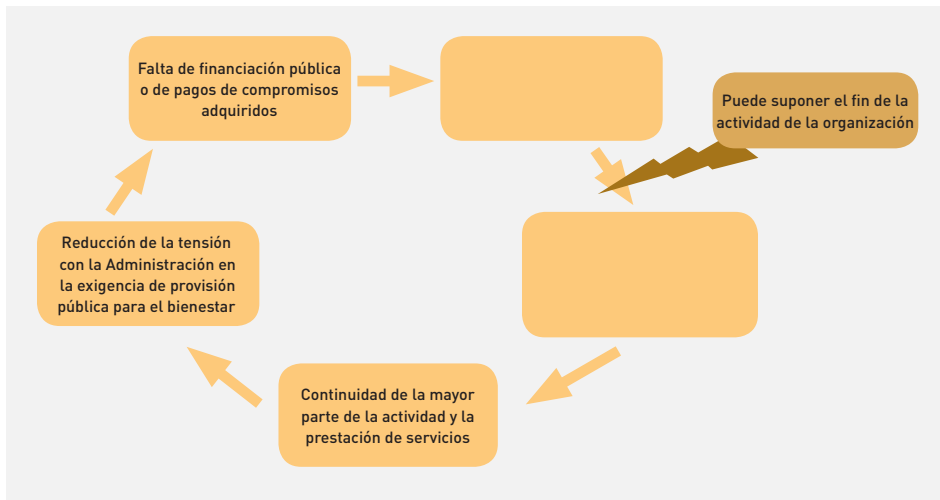 Falta de financiación pública
o de pagos de compromisos
adquiridos
Puede suponer el fin de la
actividad de la organización
Reducción de la tensión
con la Administración en
la exigencia de provisión
pública para el bienestar
Continuidad de la mayor
parte de la actividad y la
prestación de servicios